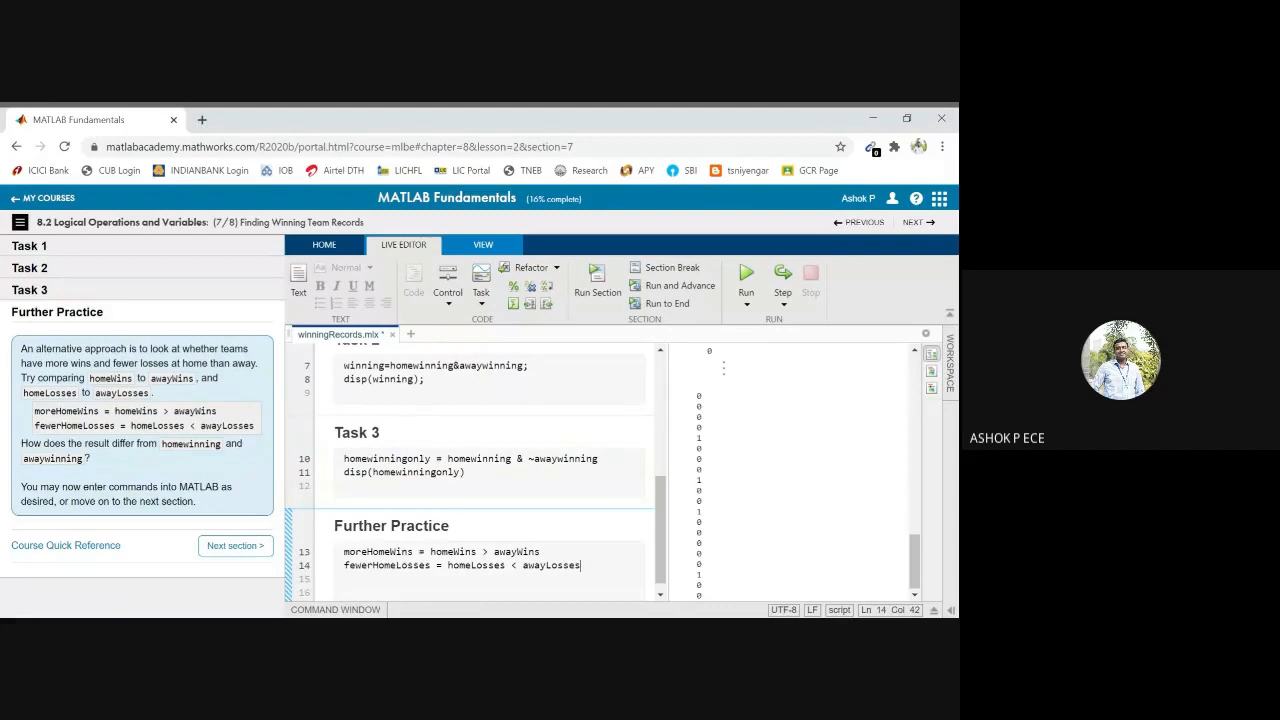 MATLAB Fundamentals
matlabacademy.mathworks.com/R2020b/portal.html?course=mlbe#chapter=8&lesson=2&section=7
ICICI Bank CUB Login INDIANBANK Login IOB Airtel DTH LICHFL LIC Portal TNEB Research APY SBI tsniyengar GCR Page
MY COURSES MATLAB Fundamentals (16% complete) Ashok P
8.2 Logical Operations and Variables: (7/8) Finding Winning Team Records PREVIOUS NEXT
Task 1
Task 2
Task 3
Further Practice
An alternative approach is to look at whether teams
have more wins and fewer losses at home than away.
Try comparing homeWins to awayWins, and
homeLosses to awayLosses.
moreHomeWins = homeWins > awayWins
fewerHomeLosses = homeLosses < awayLosses
How does the result differ from homewinning and
awaywinning?
You may now enter commands into MATLAB as
desired, or move on to the next section.
Course Quick Reference Next section >
HOME LIVE EDITOR VIEW
Text Aa Normal B I U M TEXT
Code Control Task Refactor CODE
Run Section Section Break Run and Advance Run to End SECTION
Run Step Stop RUN
winningRecords.mlx *
WORKSPACE
7 winning=homewinning&awaywinning;
8 disp(winning);
9
Task 3
10 homewinningonly = homewinning & ~awaywinning
11 disp(homewinningonly)
12
Further Practice
13 moreHomeWins = homeWins > awayWins
14 fewerHomeLosses = homeLosses < awayLosses
15
16
0
⋮
0
0
0
0
1
0
0
0
1
0
0
1
0
0
0
0
0
1
0
0
COMMAND WINDOW UTF-8 LF script Ln 14 Col 42
ASHOK P ECE